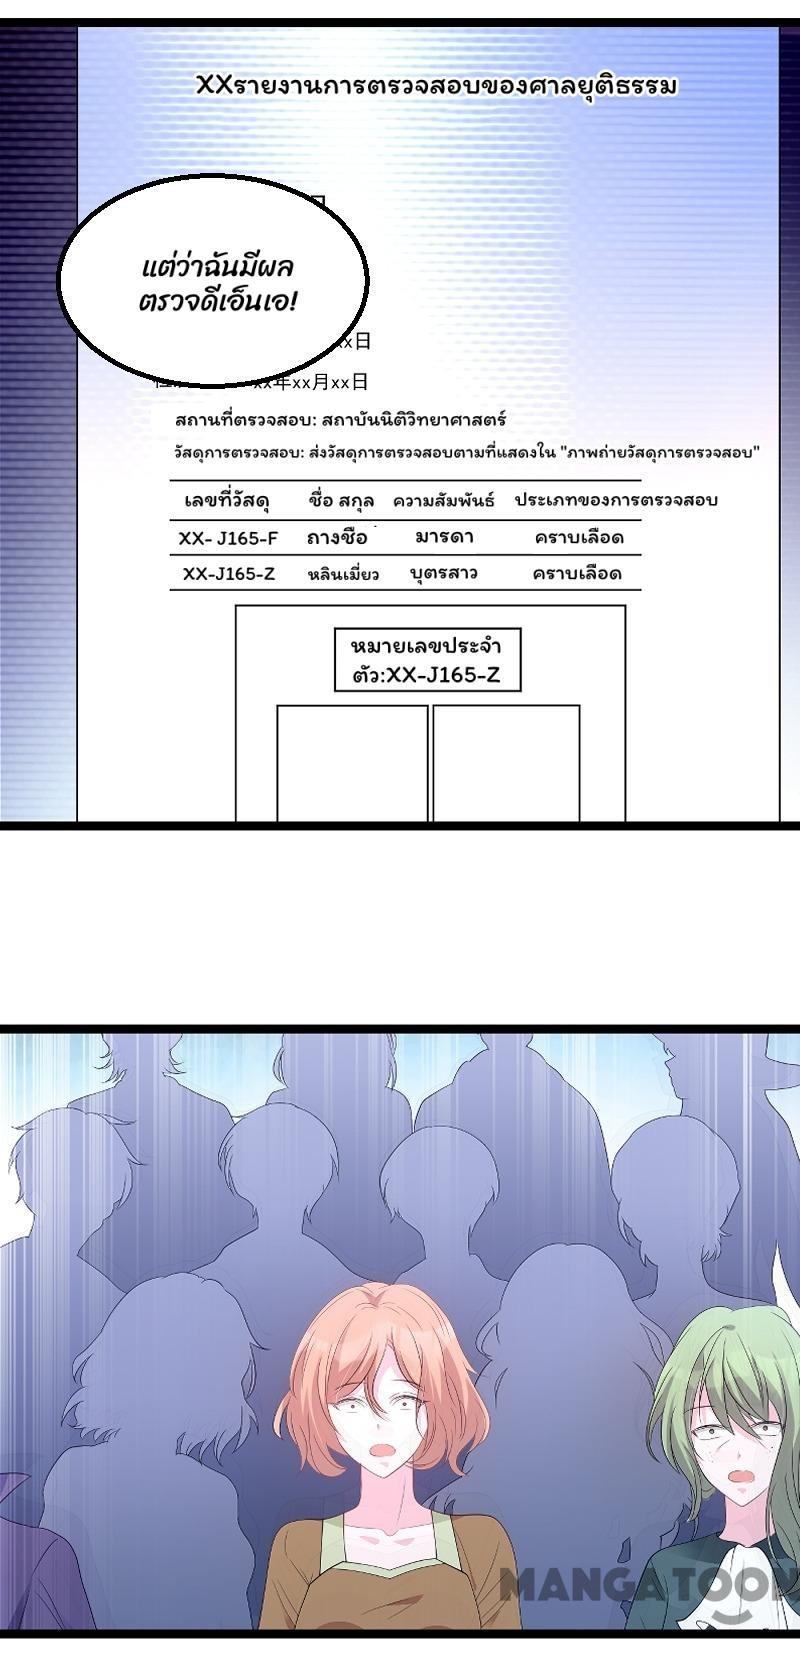 XXรายงานการตรวจสอบของศาลยุติธรรม
แต่ว่าฉันมีผล
ตรวจดีเอ็นเอ!
xx日
xx年xx月xx日
สถานที่ตรวจสอบ: สถาบันนิติวิทยาศาสตร์
วัสดุการตรวจสอบ: ส่งวัสดุการตรวจสอบตามที่แสดงใน "ภาพถ่ายวัสดุการตรวจสอบ"
เลขที่วัสดุ ชื่อ สกุล ความสัมพันธ์ ประเภทของการตรวจสอบ
XX- J165-F ถางซือ มารดา คราบเลือด
XX-J165-Z หลินเมี่ยว บุตรสาว คราบเลือด
หมายเลขประจำ
ตัว:XX-J165-Z
MANGATOON